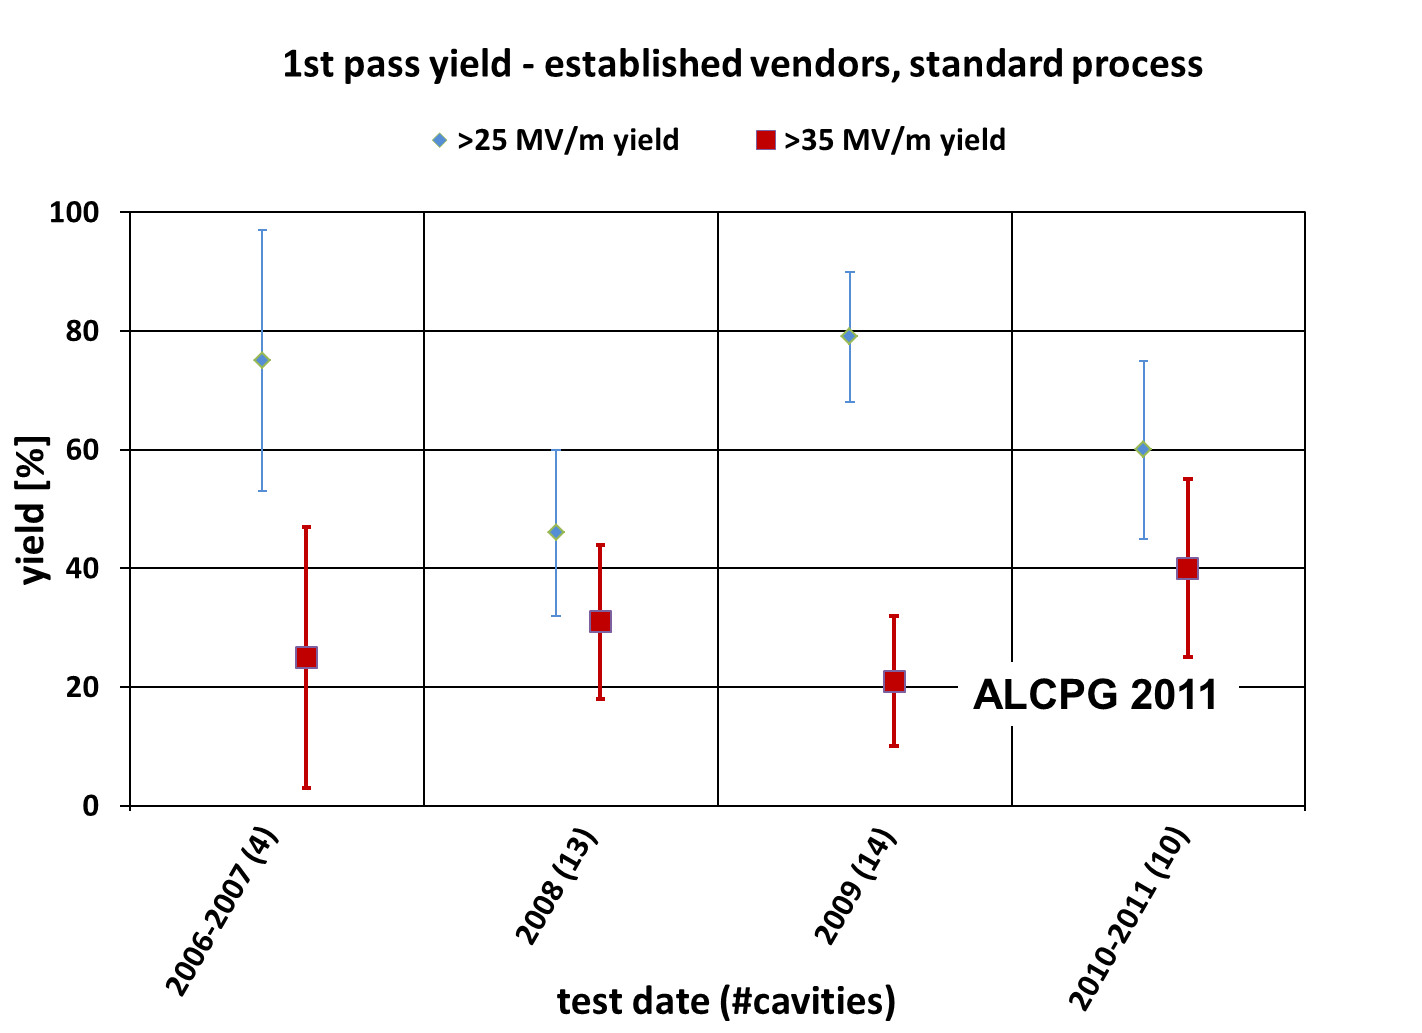 1st pass yield - established vendors, standard process
>25 MV/m yield >35 MV/m yield
100
80
60
40
20
0
yield [%]
ALCPG 2011
2006-2007 (4)
2008 (13)
2009 (14)
2010-2011 (10)
test date (#cavities)